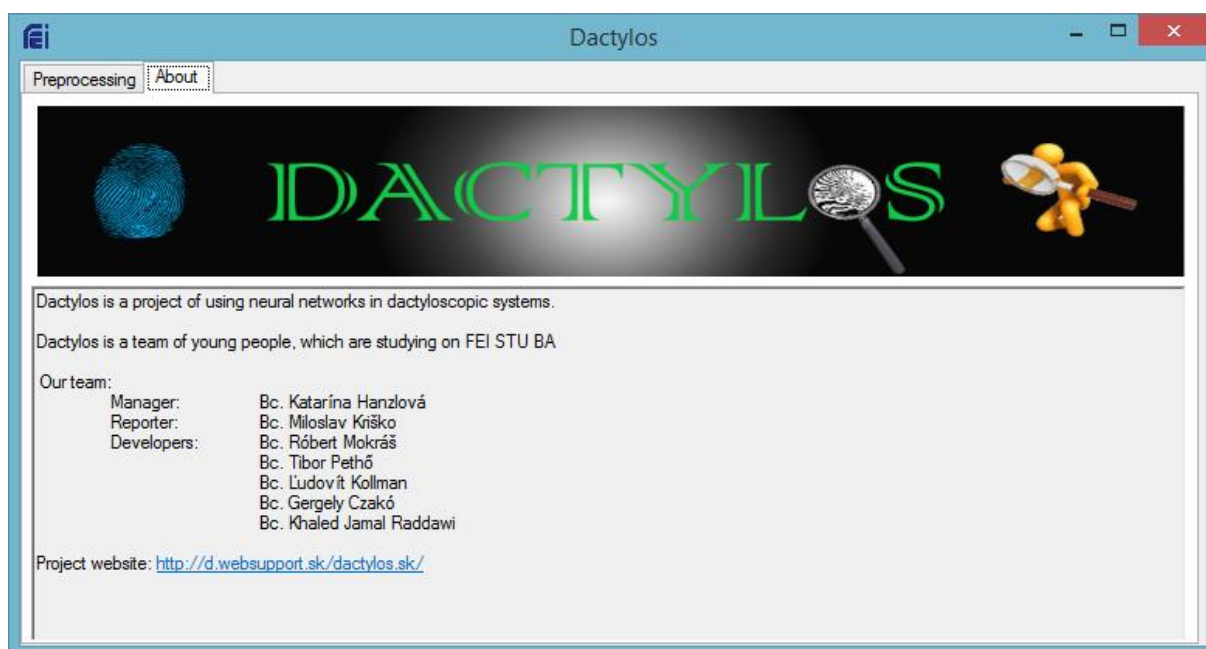 FEI
Dactylos
Preprocessing About
DACTYLOS
Dactylos is a project of using neural networks in dactyloscopic systems.
Dactylos is a team of young people, which are studying on FEI STU BA
Our team:
Manager: Bc. Katarína Hanzlová
Reporter: Bc. Miloslav Kriško
Developers: Bc. Róbert Mokráš
Bc. Tibor Pethő
Bc. Ľudovít Kollman
Bc. Gergely Czakó
Bc. Khaled Jamal Raddawi
Project website: http://d.websupport.sk/dactylos.sk/